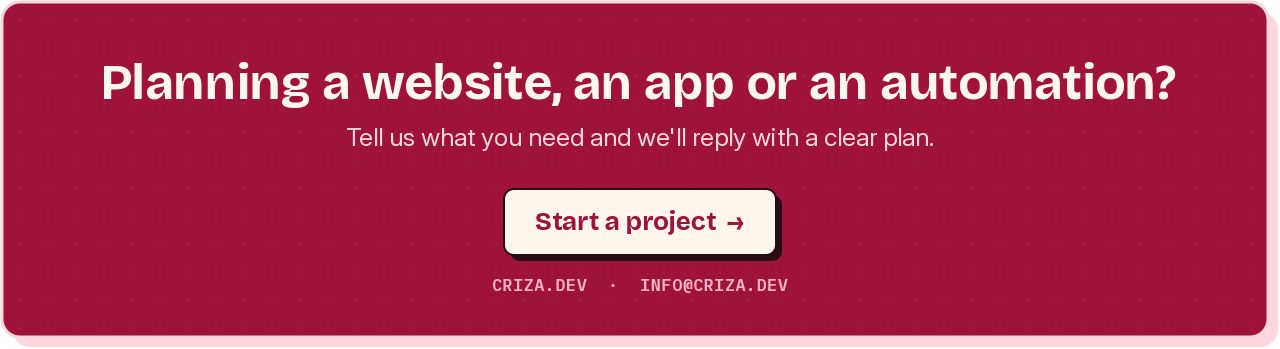 Planning a website, an app or an automation?
Tell us what you need and we'll reply with a clear plan.
Start a project →
CRIZA.DEV · INFO@CRIZA.DEV